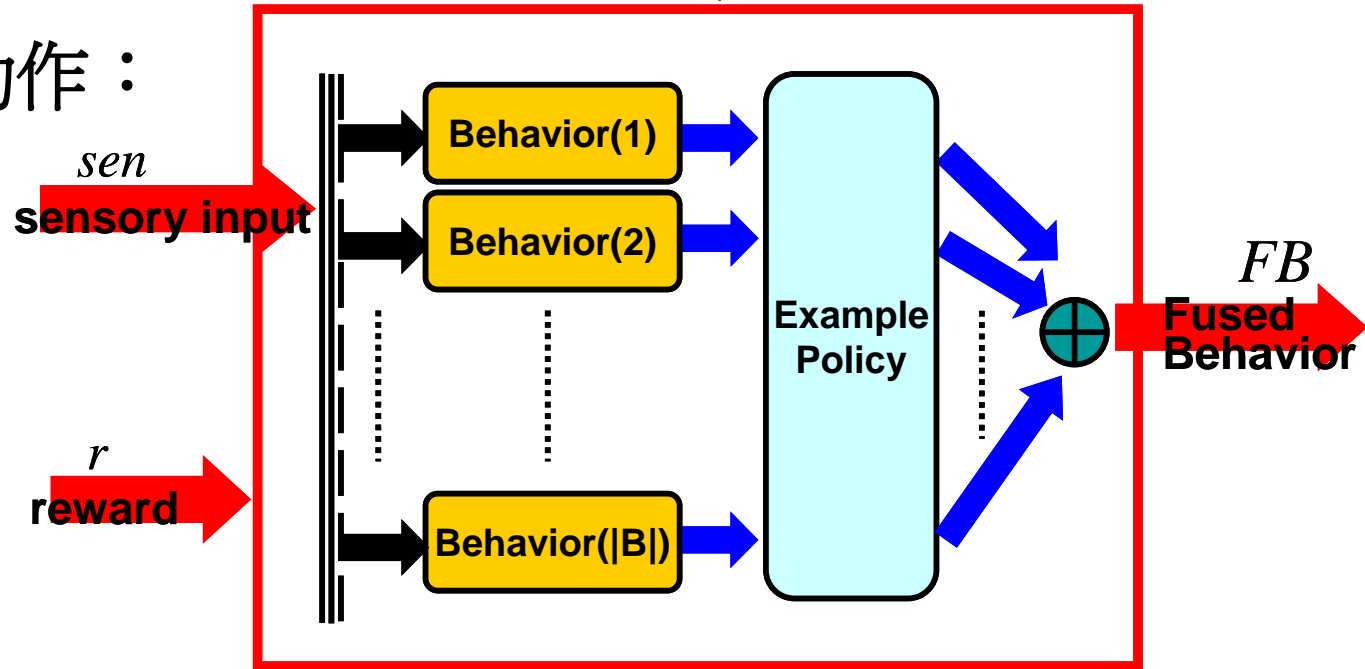 动作：
sen
sensory input
r
reward
Behavior(1)
Behavior(2)
Behavior(|B|)
Example
Policy
FB
Fused
Behavior